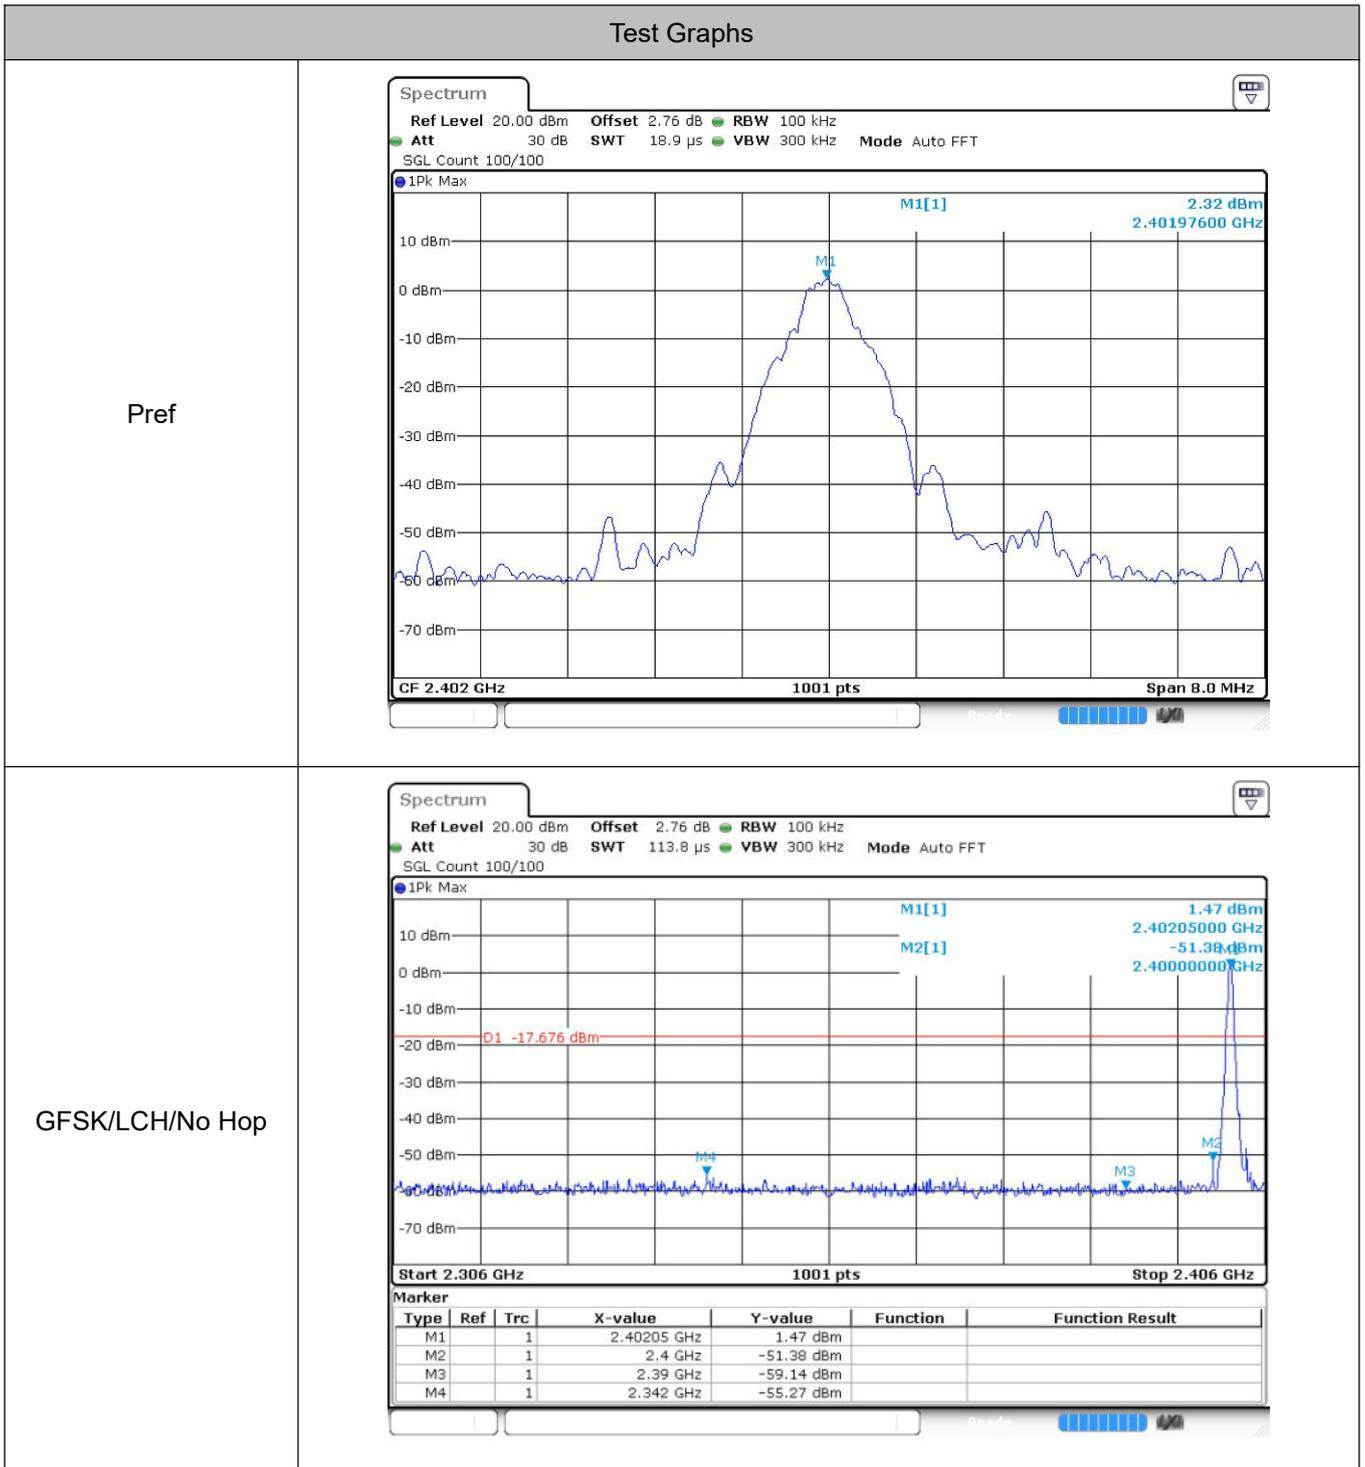 Test Graphs
Pref
Spectrum
Ref Level 20.00 dBm Offset 2.76 dB RBW 100 kHz
Att 30 dB SWT 18.9 µs VBW 300 kHz Mode Auto FFT
SGL Count 100/100
1Pk Max
M1[1] 2.32 dBm
2.40197600 GHz
10 dBm
M1
0 dBm
-10 dBm
-20 dBm
-30 dBm
-40 dBm
-50 dBm
-60 dBm
-70 dBm
CF 2.402 GHz 1001 pts Span 8.0 MHz
Ready
GFSK/LCH/No Hop
Spectrum
Ref Level 20.00 dBm Offset 2.76 dB RBW 100 kHz
Att 30 dB SWT 113.8 µs VBW 300 kHz Mode Auto FFT
SGL Count 100/100
1Pk Max
M1[1] 1.47 dBm
2.40205000 GHz
10 dBm
M2[1] -51.38 dBm
M1
2.40000000 GHz
0 dBm
-10 dBm
D1 -17.676 dBm
-20 dBm
-30 dBm
-40 dBm
M2
-50 dBm
M4
M3
-60 dBm
-70 dBm
Start 2.306 GHz 1001 pts Stop 2.406 GHz
Marker
Type Ref Trc X-value Y-value Function Function Result
M1 1 2.40205 GHz 1.47 dBm
M2 1 2.4 GHz -51.38 dBm
M3 1 2.39 GHz -59.14 dBm
M4 1 2.342 GHz -55.27 dBm
Ready